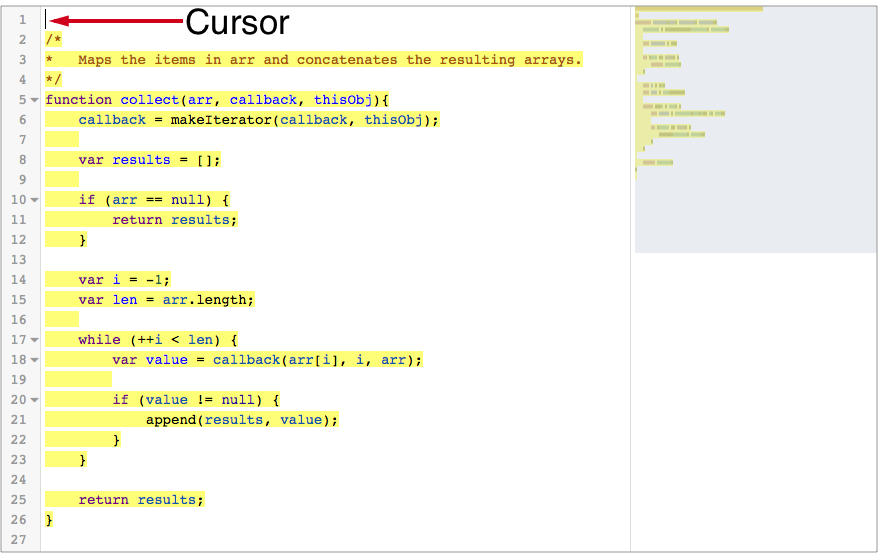 1 Cursor
2 /*
3 *   Maps the items in arr and concatenates the resulting arrays.
4 */
5 function collect(arr, callback, thisObj){
6     callback = makeIterator(callback, thisObj);
7
8     var results = [];
9
10     if (arr == null) {
11         return results;
12     }
13
14     var i = -1;
15     var len = arr.length;
16
17     while (++i < len) {
18         var value = callback(arr[i], i, arr);
19
20         if (value != null) {
21             append(results, value);
22         }
23     }
24
25     return results;
26 }
27